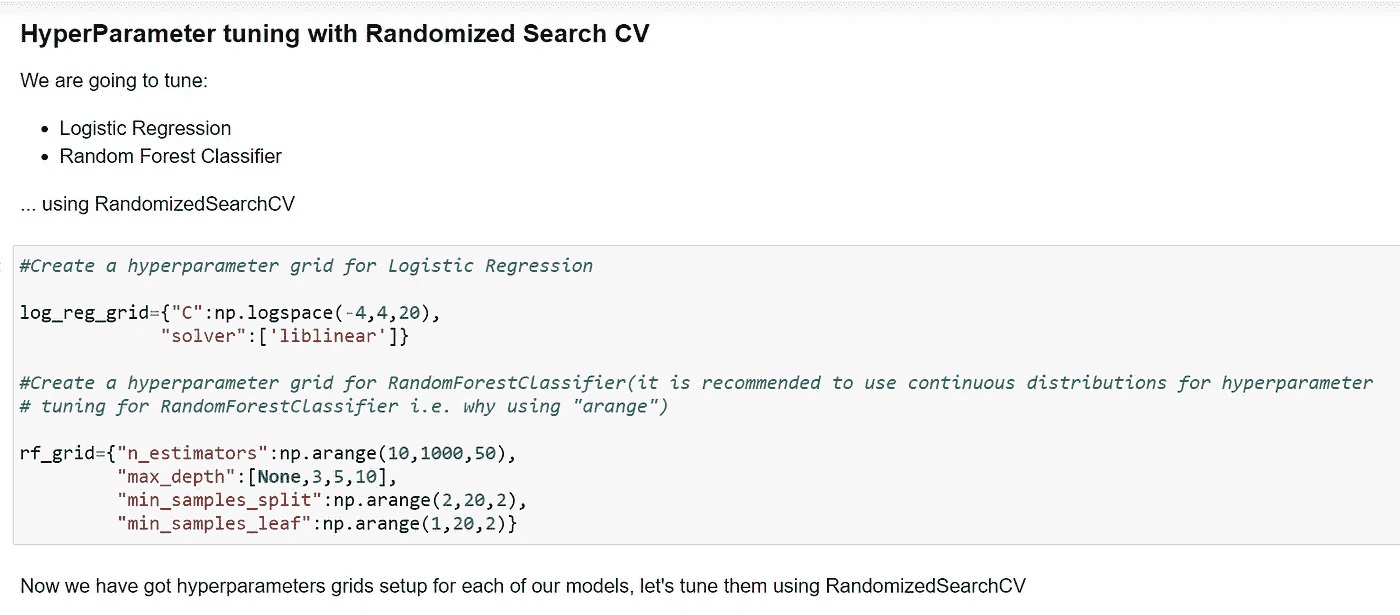 HyperParameter tuning with Randomized Search CV
We are going to tune:
• Logistic Regression
• Random Forest Classifier
... using RandomizedSearchCV
#Create a hyperparameter grid for Logistic Regression
log_reg_grid={"C":np.logspace(-4,4,20),
"solver":['liblinear']}
#Create a hyperparameter grid for RandomForestClassifier(it is recommended to use continuous distributions for hyperparameter
# tuning for RandomForestClassifier i.e. why using "arange")
rf_grid={"n_estimators":np.arange(10,1000,50),
"max_depth":[None,3,5,10],
"min_samples_split":np.arange(2,20,2),
"min_samples_leaf":np.arange(1,20,2)}
Now we have got hyperparameters grids setup for each of our models, let's tune them using RandomizedSearchCV